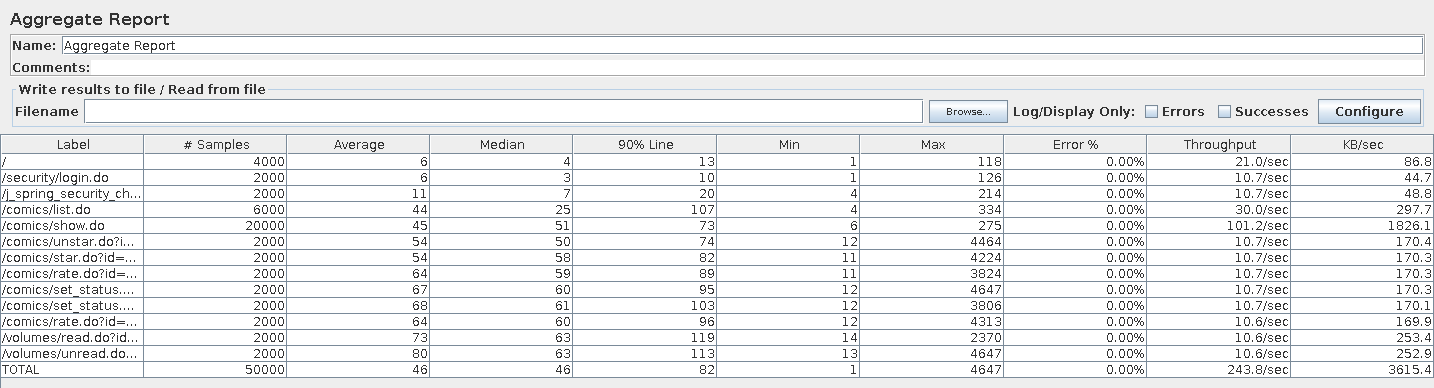 Aggregate Report
Name: Aggregate Report
Comments:
Write results to file / Read from file
Filename Browse... Log/Display Only: Errors Successes Configure
Label # Samples Average Median 90% Line Min Max Error % Throughput KB/sec
/ 4000 6 4 13 1 118 0.00% 21.0/sec 86.8
/security/login.do 2000 6 3 10 1 126 0.00% 10.7/sec 44.7
/j_spring_security_ch... 2000 11 7 20 4 214 0.00% 10.7/sec 48.8
/comics/list.do 6000 44 25 107 4 334 0.00% 30.0/sec 297.7
/comics/show.do 20000 45 51 73 6 275 0.00% 101.2/sec 1826.1
/comics/unstar.do?i... 2000 54 50 74 12 4464 0.00% 10.7/sec 170.4
/comics/star.do?id=... 2000 54 58 82 11 4224 0.00% 10.7/sec 170.3
/comics/rate.do?id=... 2000 64 59 89 11 3824 0.00% 10.7/sec 170.3
/comics/set_status.... 2000 67 60 95 12 4647 0.00% 10.7/sec 170.3
/comics/set_status.... 2000 68 61 103 12 3806 0.00% 10.7/sec 170.1
/comics/rate.do?id=... 2000 64 60 96 12 4313 0.00% 10.6/sec 169.9
/volumes/read.do?id... 2000 73 63 119 14 2370 0.00% 10.6/sec 253.4
/volumes/unread.do... 2000 80 63 113 13 4647 0.00% 10.6/sec 252.9
TOTAL 50000 46 46 82 1 4647 0.00% 243.8/sec 3615.4